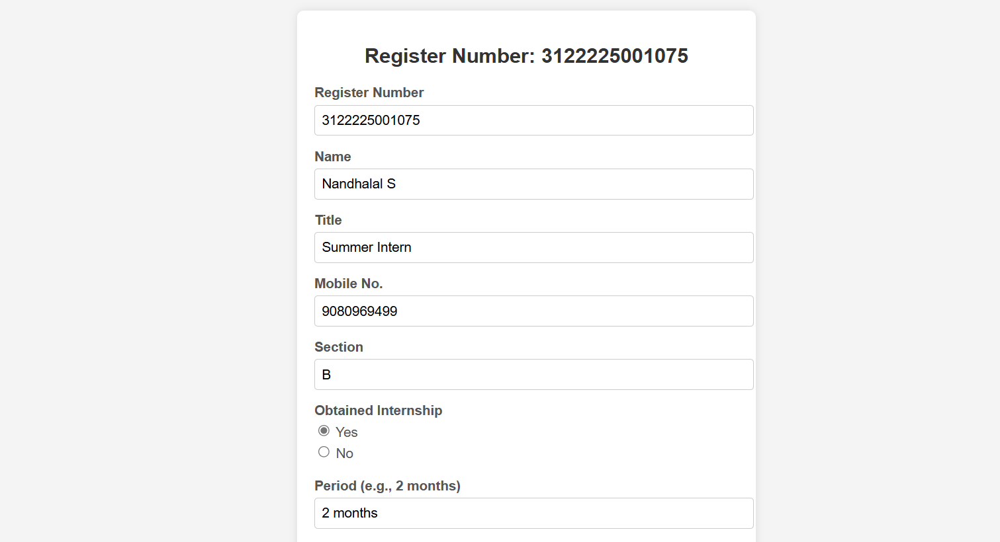 Register Number: 3122225001075
Register Number
3122225001075
Name
Nandhalal S
Title
Summer Intern
Mobile No.
9080969499
Section
B
Obtained Internship
Yes
No
Period (e.g., 2 months)
2 months